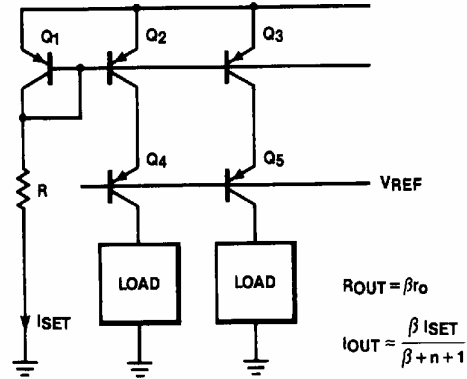 Q1
Q2
Q3
Q4
Q5
R
VREF
LOAD
LOAD
ISET
ROUT = βro
IOUT ≈ β ISET / β + n + 1